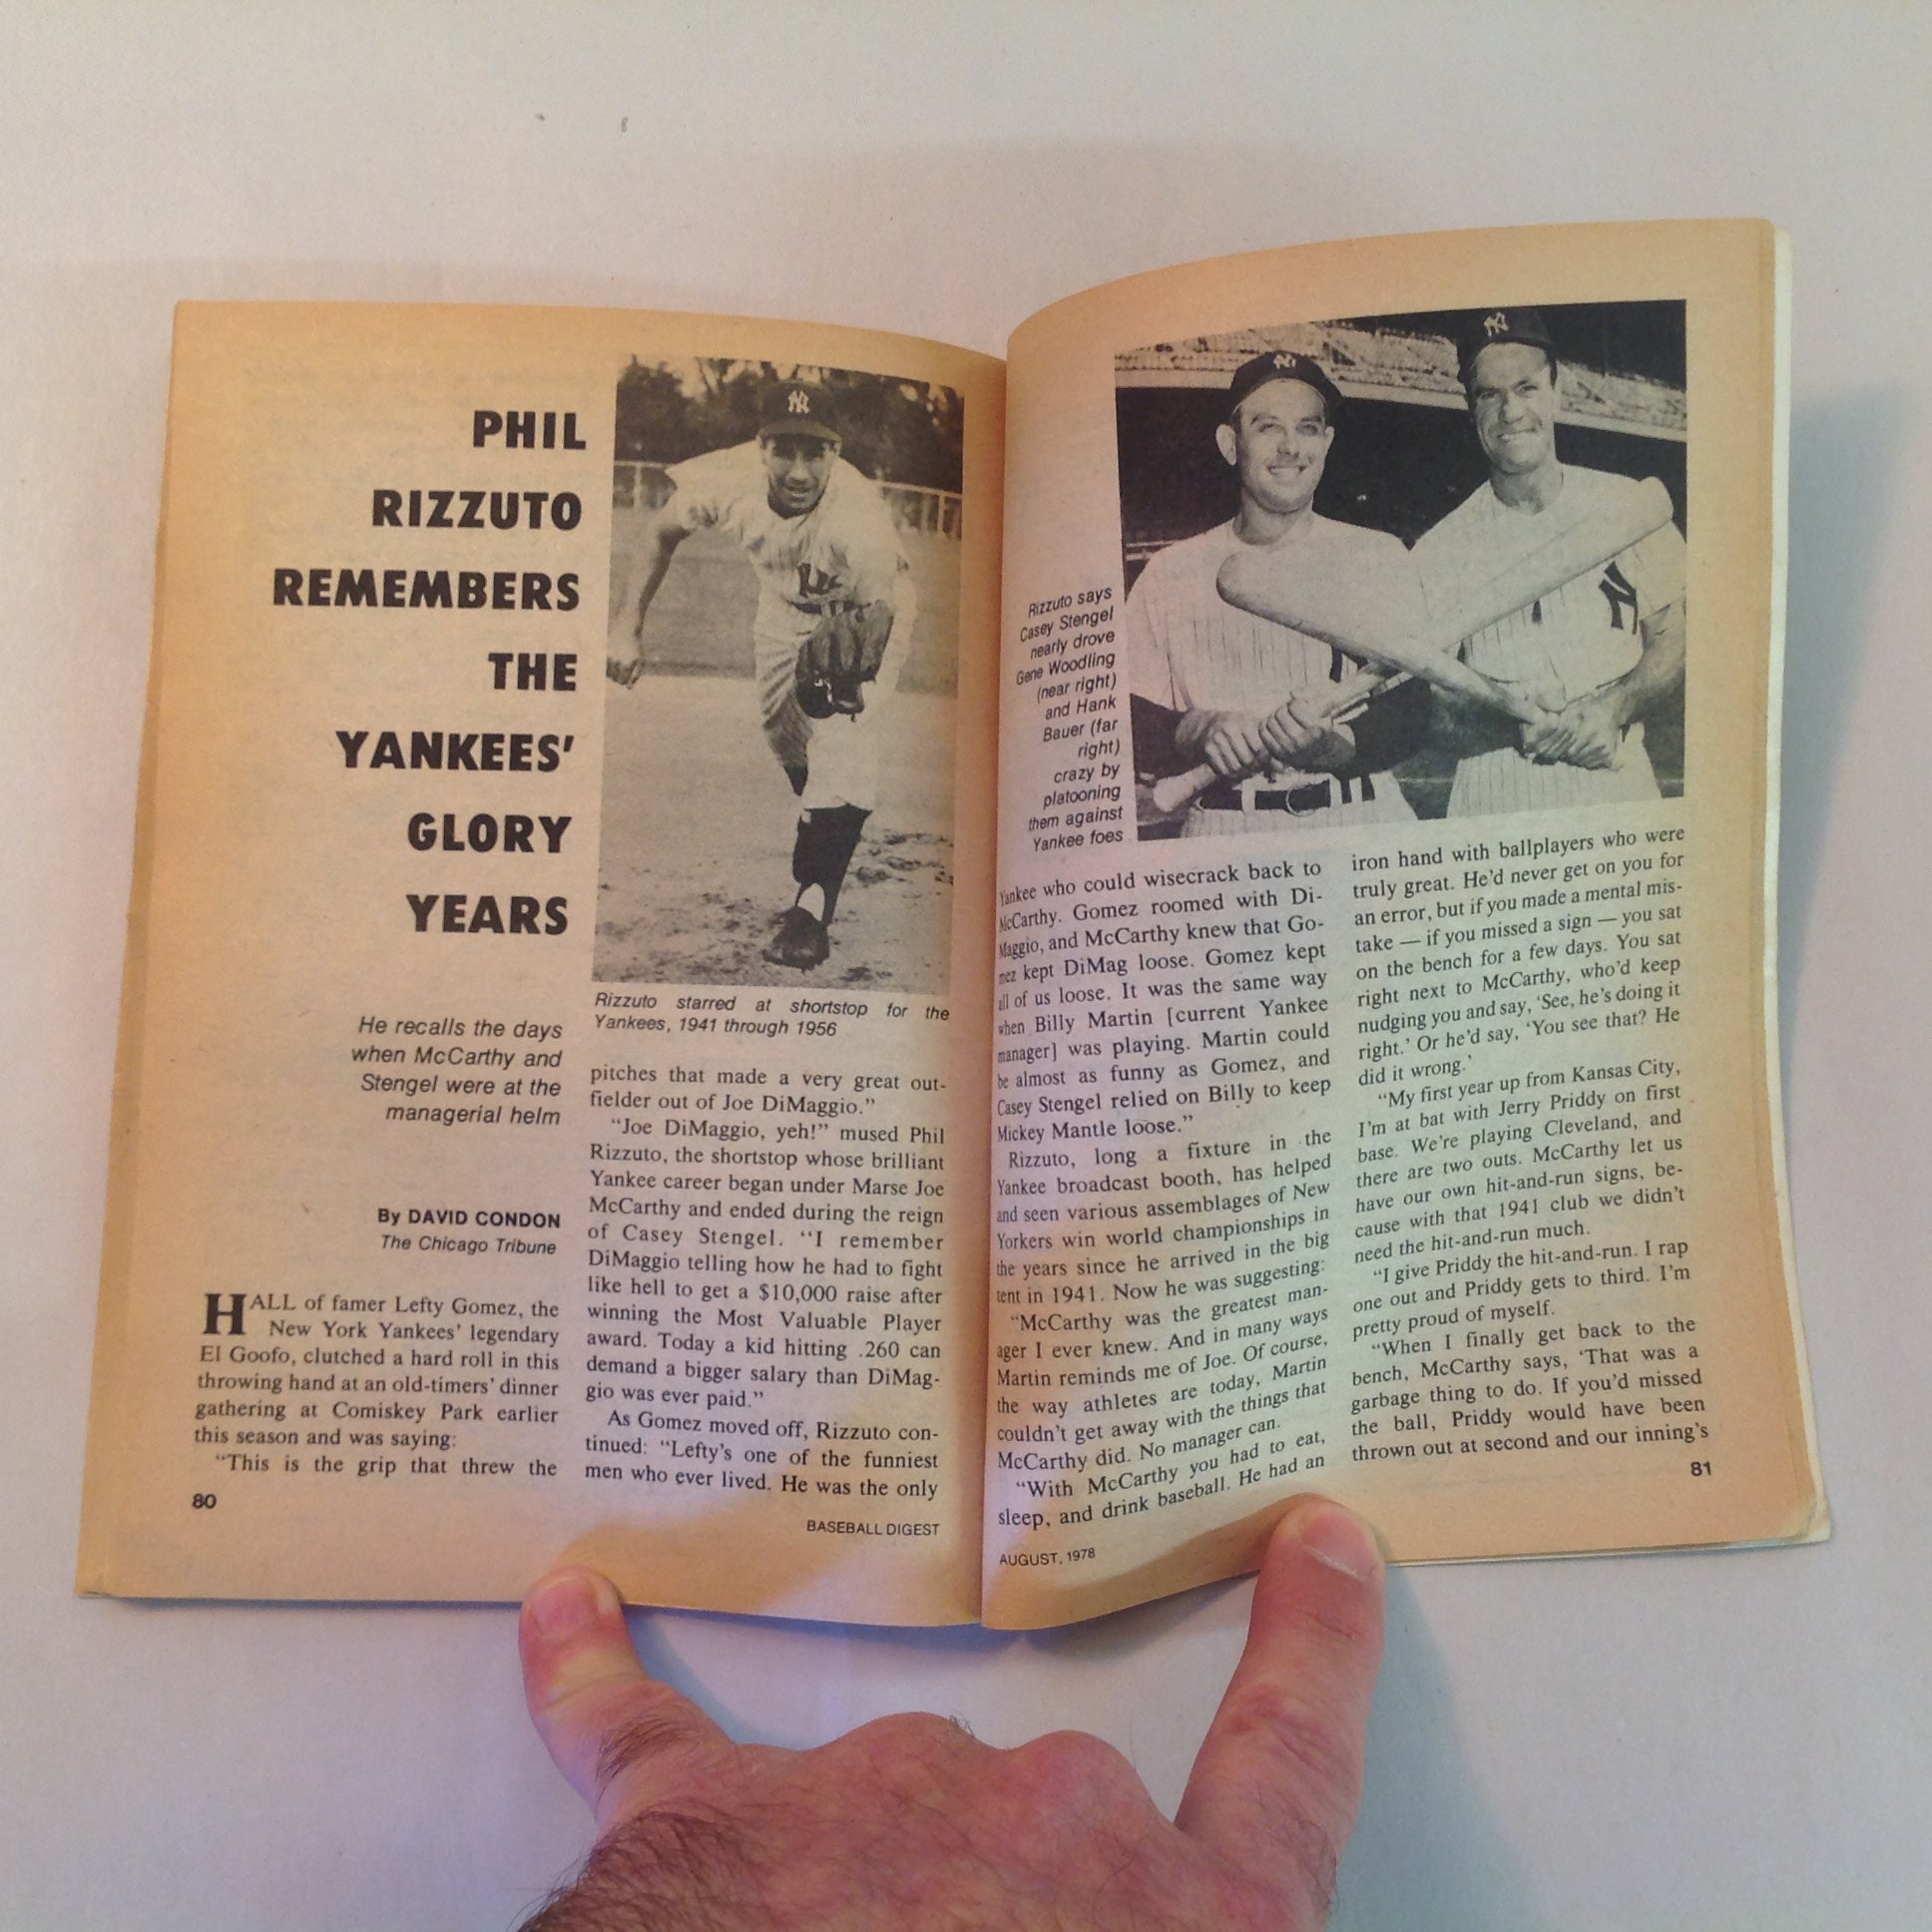 PHIL
RIZZUTO
REMEMBERS
THE
YANKEES'
GLORY
YEARS
He recalls the days
when McCarthy and
Stengel were at the
managerial helm
By DAVID CONDON
The Chicago Tribune
HALL of famer Lefty Gomez, the
New York Yankees' legendary
El Goofo, clutched a hard roll in this
throwing hand at an old-timers' dinner
gathering at Comiskey Park earlier
this season and was saying:
"This is the grip that threw the
80
Rizzuto starred at shortstop for the
Yankees, 1941 through 1956
pitches that made a very great out-
fielder out of Joe DiMaggio."
"Joe DiMaggio, yeh!" mused Phil
Rizzuto, the shortstop whose brilliant
Yankee career began under Marse Joe
McCarthy and ended during the reign
of Casey Stengel. "I remember
DiMaggio telling how he had to fight
like hell to get a $10,000 raise after
winning the Most Valuable Player
award. Today a kid hitting .260 can
demand a bigger salary than DiMag-
gio was ever paid."
As Gomez moved off, Rizzuto con-
tinued: "Lefty's one of the funniest
men who ever lived. He was the only
BASEBALL DIGEST
Rizzuto says
Casey Stengel
nearly drove
Gene Woodling
(near right)
and Hank
Bauer (far
right)
crazy by
platooning
them against
Yankee foes
Yankee who could wisecrack back to
McCarthy. Gomez roomed with Di-
Maggio, and McCarthy knew that Go-
mez kept DiMag loose. Gomez kept
all of us loose. It was the same way
when Billy Martin [current Yankee
manager] was playing. Martin could
be almost as funny as Gomez, and
Casey Stengel relied on Billy to keep
Mickey Mantle loose."
Rizzuto, long a fixture in the
Yankee broadcast booth, has helped
and seen various assemblages of New
Yorkers win world championships in
the years since he arrived in the big
tent in 1941. Now he was suggesting:
"McCarthy was the greatest man-
ager I ever knew. And in many ways
Martin reminds me of Joe. Of course,
the way athletes are today, Martin
couldn't get away with the things that
McCarthy did. No manager can.
"With McCarthy you had to eat,
sleep, and drink baseball. He had an
AUGUST, 1978
iron hand with ballplayers who were
truly great. He'd never get on you for
an error, but if you made a mental mis-
take — if you missed a sign — you sat
on the bench for a few days. You sat
right next to McCarthy, who'd keep
nudging you and say, 'See, he's doing it
right.' Or he'd say, 'You see that? He
did it wrong.'
"My first year up from Kansas City,
I'm at bat with Jerry Priddy on first
base. We're playing Cleveland, and
there are two outs. McCarthy let us
have our own hit-and-run signs, be-
cause with that 1941 club we didn't
need the hit-and-run much.
"I give Priddy the hit-and-run. I rap
one out and Priddy gets to third. I'm
pretty proud of myself.
"When I finally get back to the
bench, McCarthy says, 'That was a
garbage thing to do. If you'd missed
the ball, Priddy would have been
thrown out at second and our inning's
81